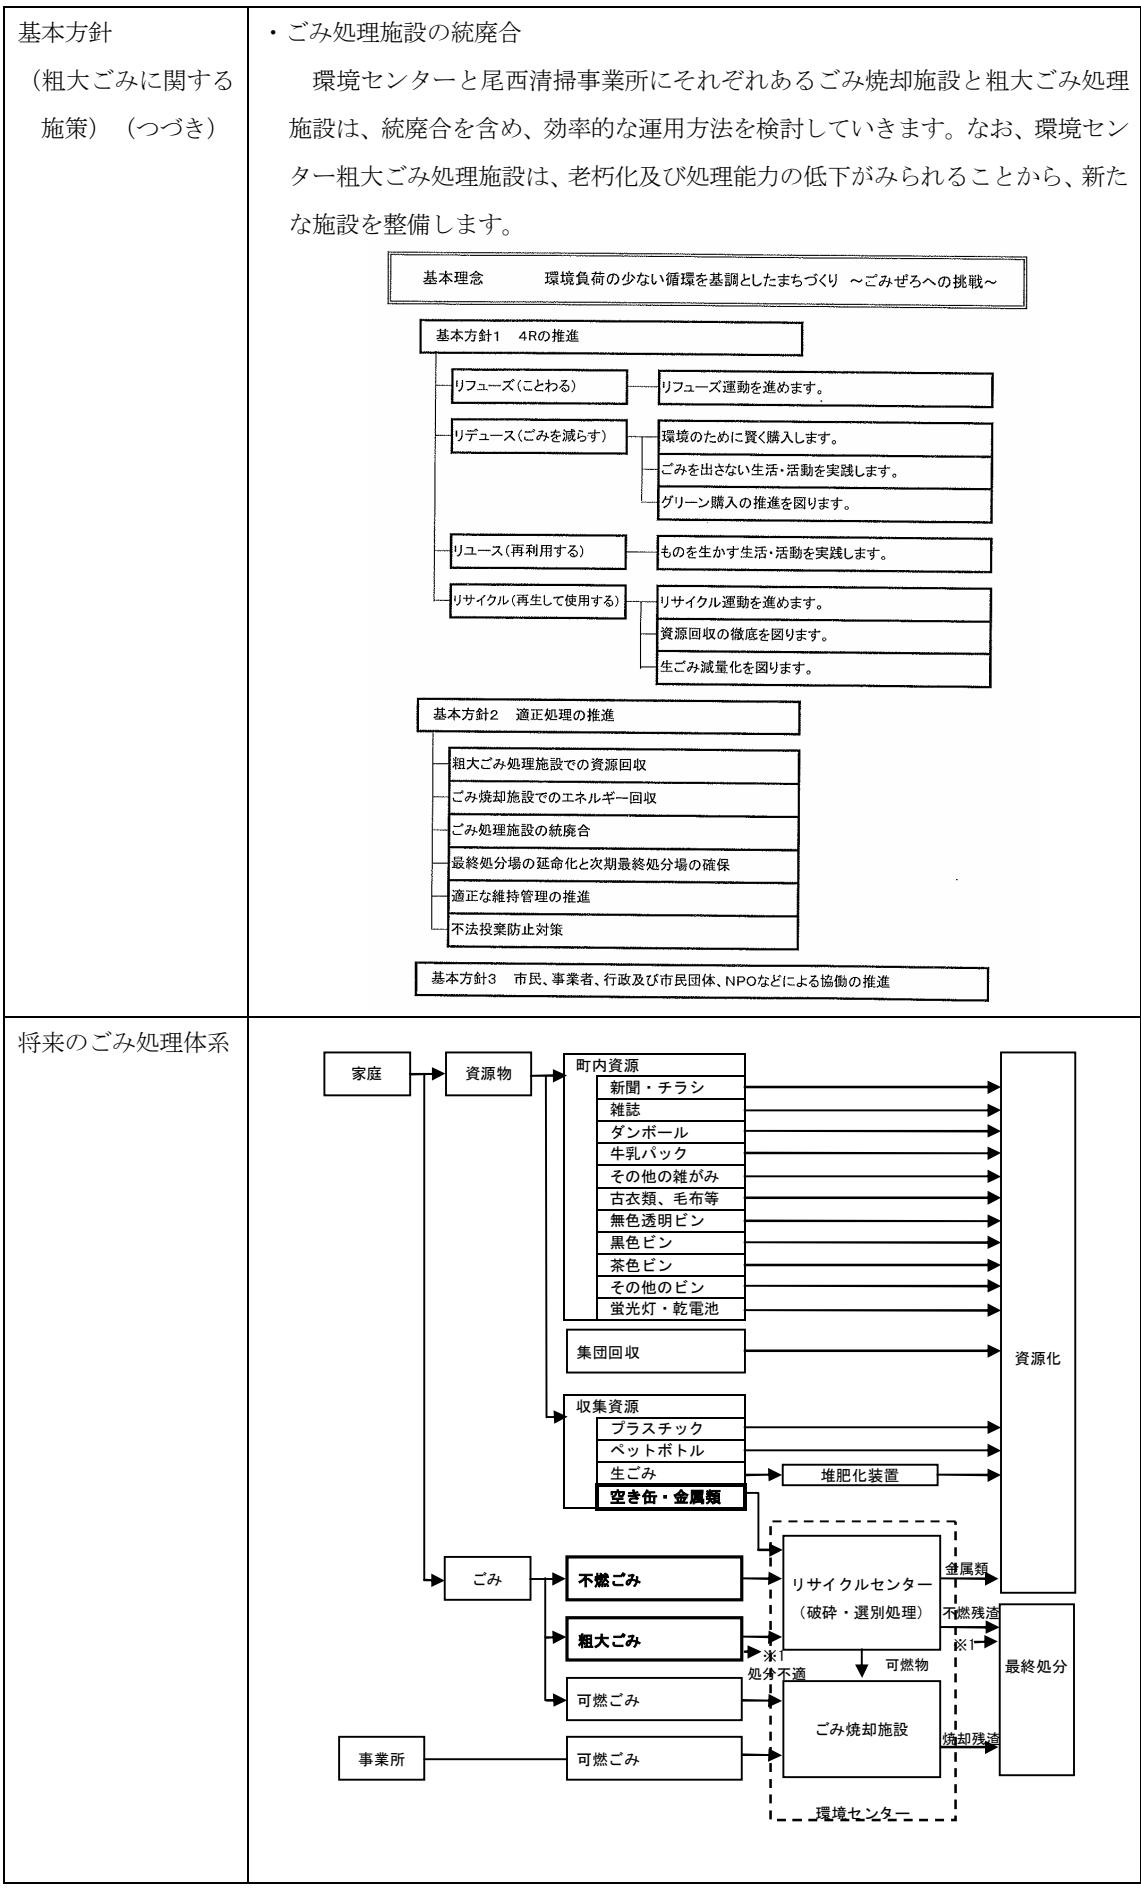 基本方針
(粗大ごみに関する
施策) (つづき)
・ごみ処理施設の統廃合
環境センターと尾西清掃事業所にそれぞれあるごみ焼却施設と粗大ごみ処理
施設は、統廃合を含め、効率的な運用方法を検討していきます。なお、環境セン
ター粗大ごみ処理施設は、老朽化及び処理能力の低下がみられることから、新た
な施設を整備します。
基本理念 環境負荷の少ない循環を基調としたまちづくり ~ごみぜろへの挑戦~
基本方針1 4Rの推進
リフューズ(ことわる)
リフューズ運動を進めます。
リデュース(ごみを減らす)
環境のために賢く購入します。
ごみを出さない生活・活動を実践します。
グリーン購入の推進を図ります。
リユース(再利用する)
ものを生かす生活・活動を実践します。
リサイクル(再生して使用する)
リサイクル運動を進めます。
資源回収の徹底を図ります。
生ごみ減量化を図ります。
基本方針2 適正処理の推進
粗大ごみ処理施設での資源回収
ごみ焼却施設でのエネルギー回収
ごみ処理施設の統廃合
最終処分場の延命化と次期最終処分場の確保
適正な維持管理の推進
不法投棄防止対策
基本方針3 市民、事業者、行政及び市民団体、NPOなどによる協働の推進
将来のごみ処理体系
家庭
資源物
町内資源
新聞・チラシ
雑誌
ダンボール
牛乳パック
その他の雑がみ
古衣類、毛布等
無色透明ビン
黒色ビン
茶色ビン
その他のビン
蛍光灯・乾電池
集団回収
資源化
収集資源
プラスチック
ペットボトル
生ごみ
堆肥化装置
空き缶・金属類
ごみ
不燃ごみ
リサイクルセンター
(破砕・選別処理)
金属類
不燃残渣
粗大ごみ
※1
処分不適
※1
可燃物
最終処分
可燃ごみ
ごみ焼却施設
焼却残渣
事業所
可燃ごみ
環境センター